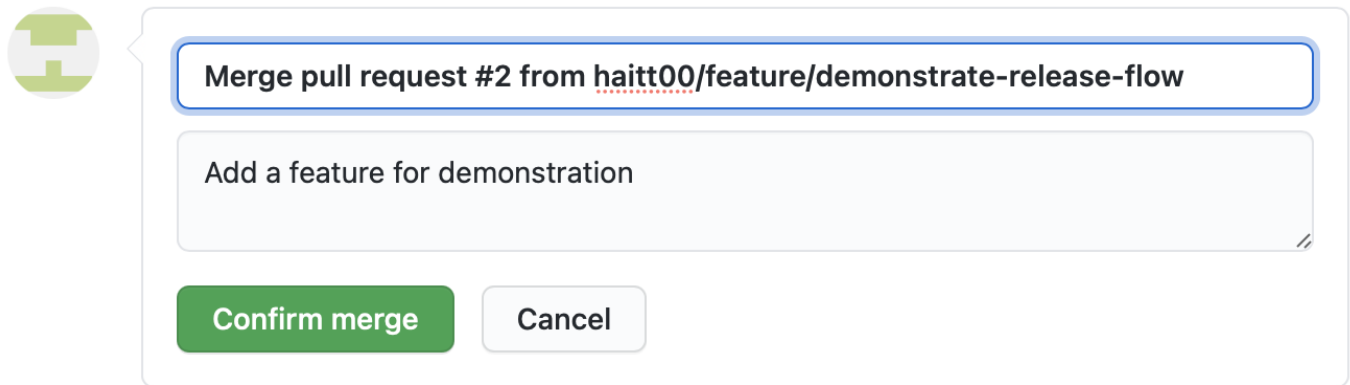 Merge pull request #2 from haitt00/feature/demonstrate-release-flow
Add a feature for demonstration
Confirm merge
Cancel